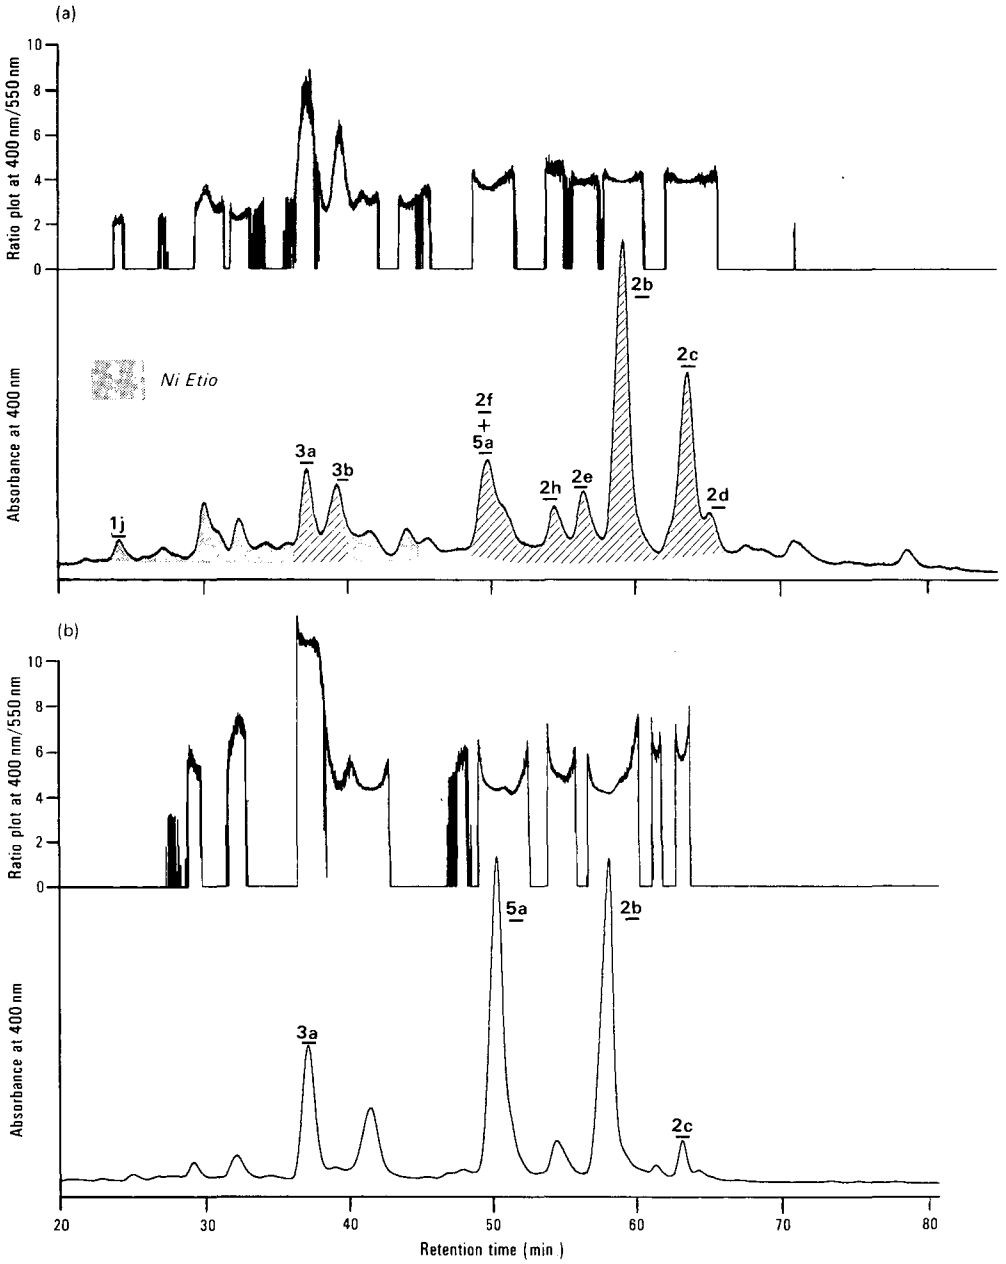 (a)
Ratio plot at 400 nm/550 nm
10
8
6
4
2
0
Absorbance at 400 nm
Ni Etio
1j
3a
3b
2f
+
5a
2h
2e
2b
2c
2d
(b)
Ratio plot at 400 nm/550 nm
10
8
6
4
2
0
Absorbance at 400 nm
3a
5a
2b
2c
20
30
40
50
60
70
80
Retention time (min.)